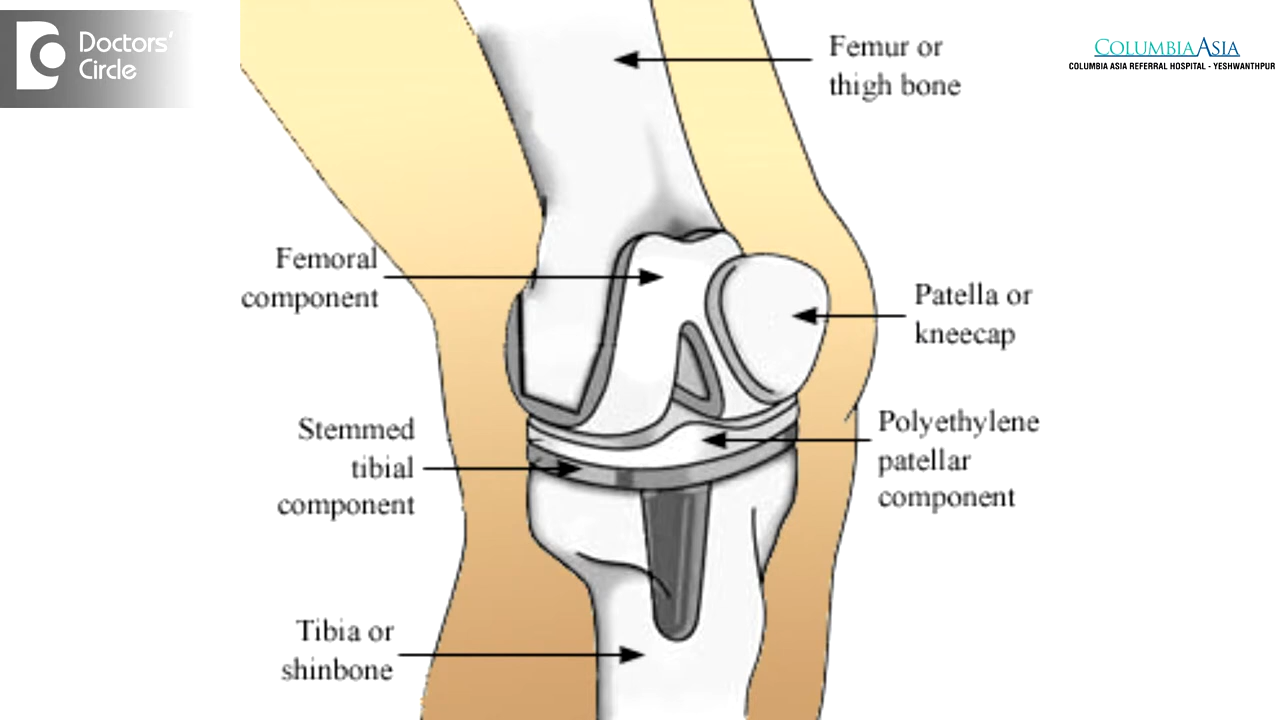 Doctors'
Circle
COLUMBIAASIA
COLUMBIA ASIA REFERRAL HOSPITAL - YESHWANTHPUR
Femur or
thigh bone
Femoral
component
Patella or
kneecap
Stemmed
tibial
component
Polyethylene
patellar
component
Tibia or
shinbone